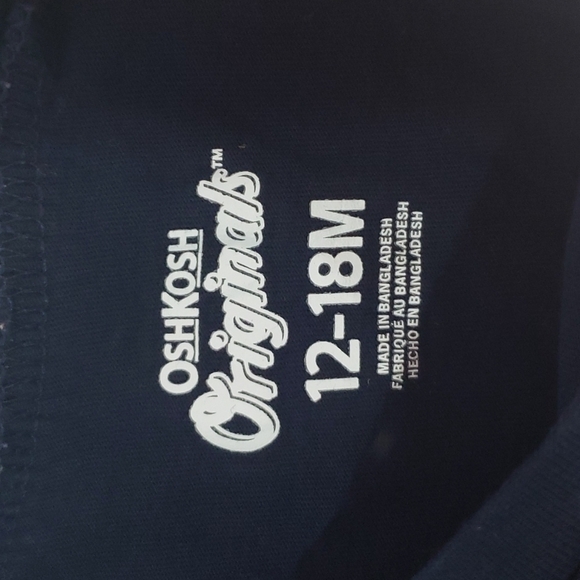 OSHKOSH
Originals™
12-18M
MADE IN BANGLADESH
FABRIQUÉ AU BANGLADESH
HECHO EN BANGLADESH